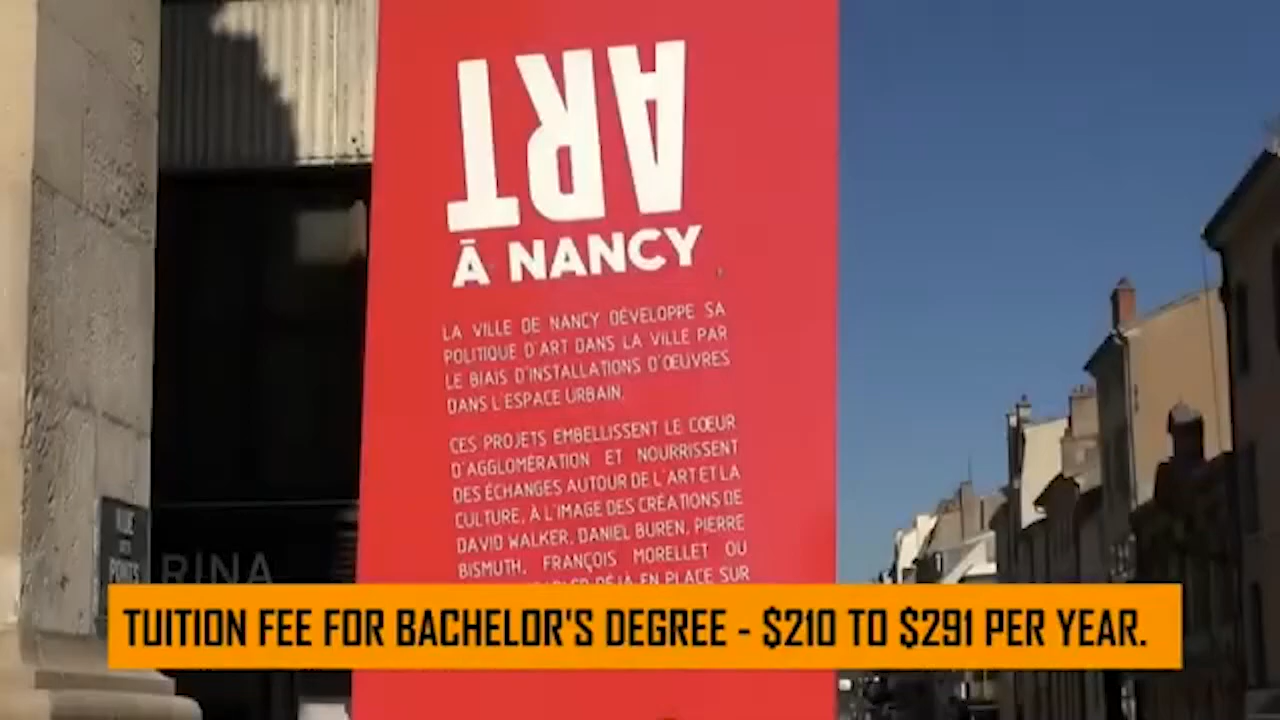 ART
À NANCY
LA VILLE DE NANCY DÉVELOPPE SA
POLITIQUE D'ART DANS LA VILLE PAR
LE BIAIS D'INSTALLATIONS D'ŒUVRES
DANS L'ESPACE URBAIN.
CES PROJETS EMBELLISSENT LE CŒUR
D'AGGLOMÉRATION ET NOURRISSENT
DES ÉCHANGES AUTOUR DE L'ART ET LA
CULTURE, À L'IMAGE DES CRÉATIONS DE
DAVID WALKER, DANIEL BUREN, PIERRE
BISMUTH, FRANÇOIS MORELLET OU
DÉJÀ EN PLACE SUR
RUE
DES
PONTS
RINA
TUITION FEE FOR BACHELOR'S DEGREE - $210 TO $291 PER YEAR.